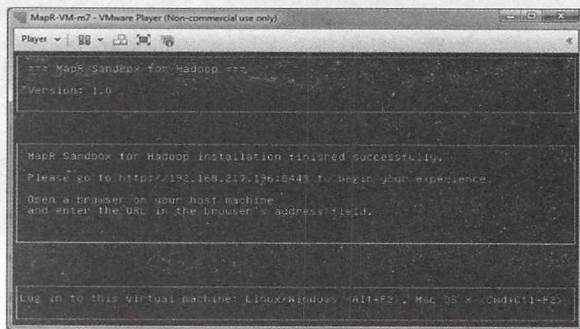 MapR-VM-m7 - VMware Player (Non-commercial use only)
Player
=== MapR Sandbox for Hadoop ===
Version: 1.0
MapR Sandbox for Hadoop installation finished successfully.
Please go to http://192.168.217.136:8443 to begin your experience.
Open a browser on your host machine
and enter the URL in the browser's address field.
Log in to this virtual machine: Linux/Windows <Alt+F2>, Mac OS X <Cmd+Ctl+F2>